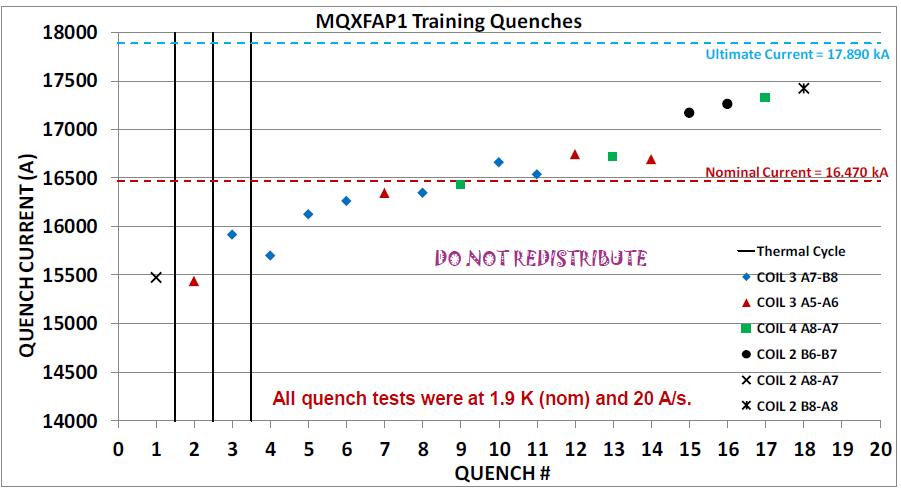 MQXFAP1 Training Quenches
18000
17500
17000
16500
16000
15500
15000
14500
14000
QUENCH CURRENT (A)
Ultimate Current = 17.890 kA
Nominal Current = 16.470 kA
DO NOT REDISTRIBUTE
Thermal Cycle
COIL 3 A7-B8
COIL 3 A5-A6
COIL 4 A8-A7
COIL 2 B6-B7
COIL 2 A8-A7
COIL 2 B8-A8
All quench tests were at 1.9 K (nom) and 20 A/s.
0 1 2 3 4 5 6 7 8 9 10 11 12 13 14 15 16 17 18 19 20
QUENCH #